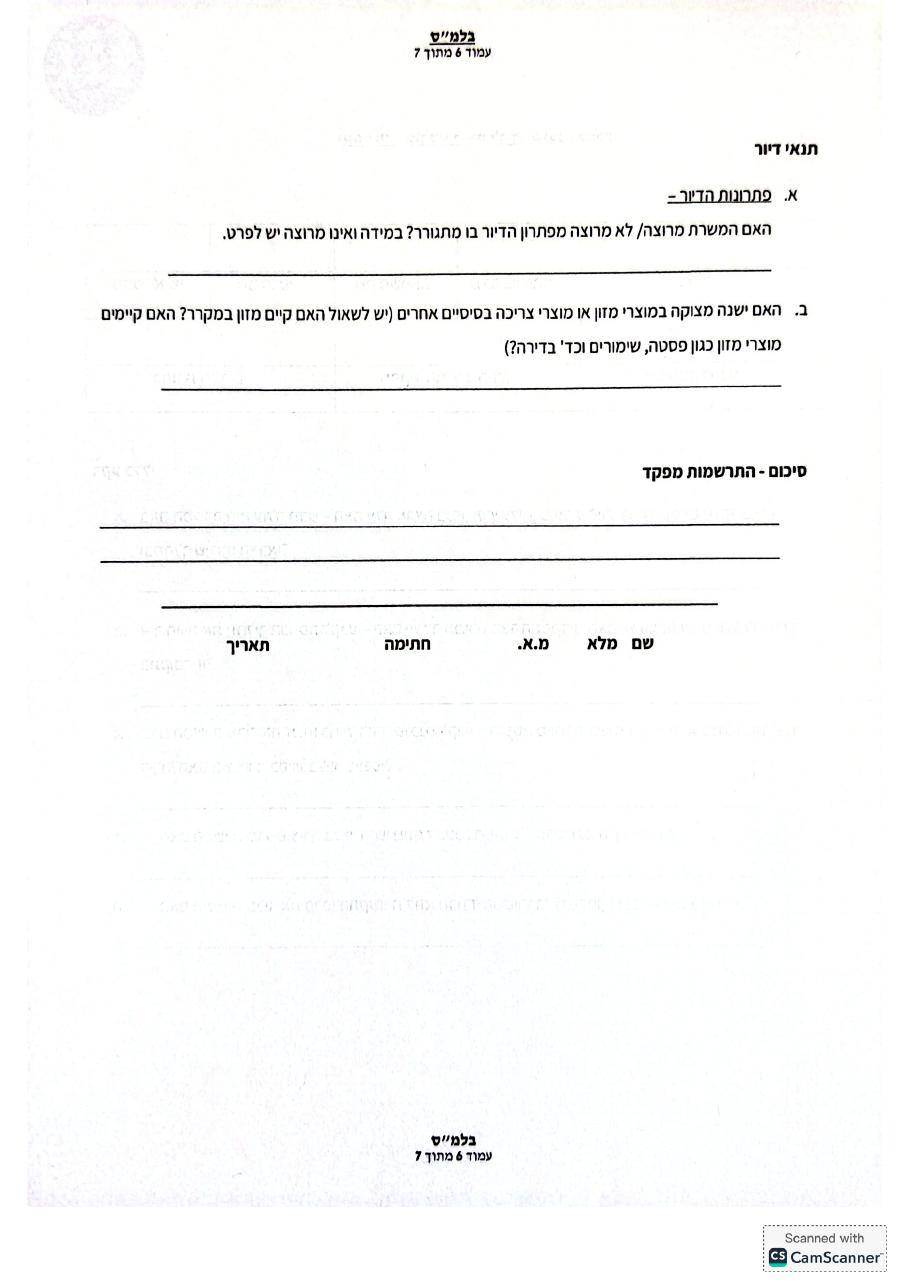 בלמ"ס
עמוד 6 מתוך 7
תנאי דיור
א. פתרונות הדיור –
האם המשרת מרוצה/ לא מרוצה מפתרון הדיור בו מתגורר? במידה ואינו מרוצה יש לפרט.
ב. האם ישנה מצוקה במוצרי מזון או מוצרי צריכה בסיסיים אחרים (יש לשאול האם קיים מזון במקרר? האם קיימים
מוצרי מזון כגון פסטה, שימורים וכד' בדירה?)
סיכום - התרשמות מפקד
שם מלא מ.א. חתימה תאריך
בלמ"ס
עמוד 6 מתוך 7
Scanned with
CS CamScanner